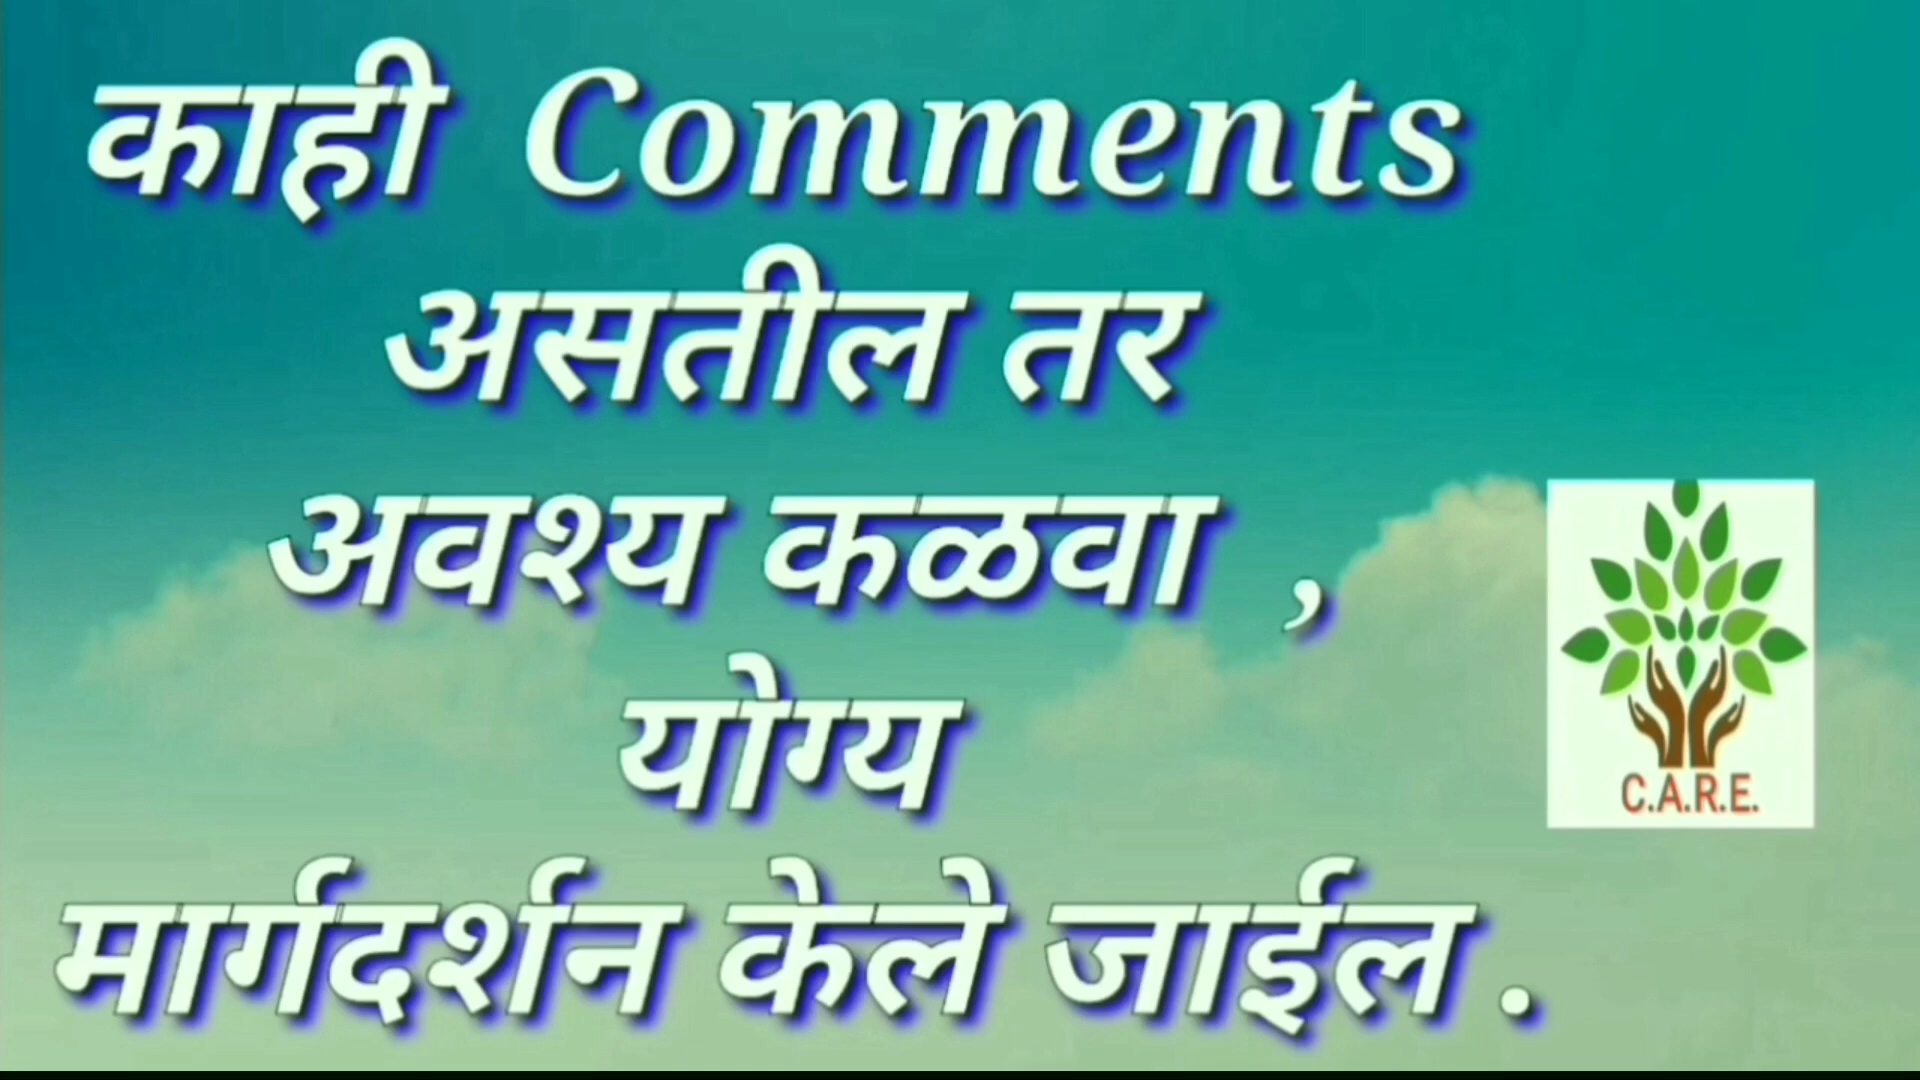 काही Comments
असतील तर
अवश्य कळवा ,
योग्य
मार्गदर्शन केले जाईल .
C.A.R.E.